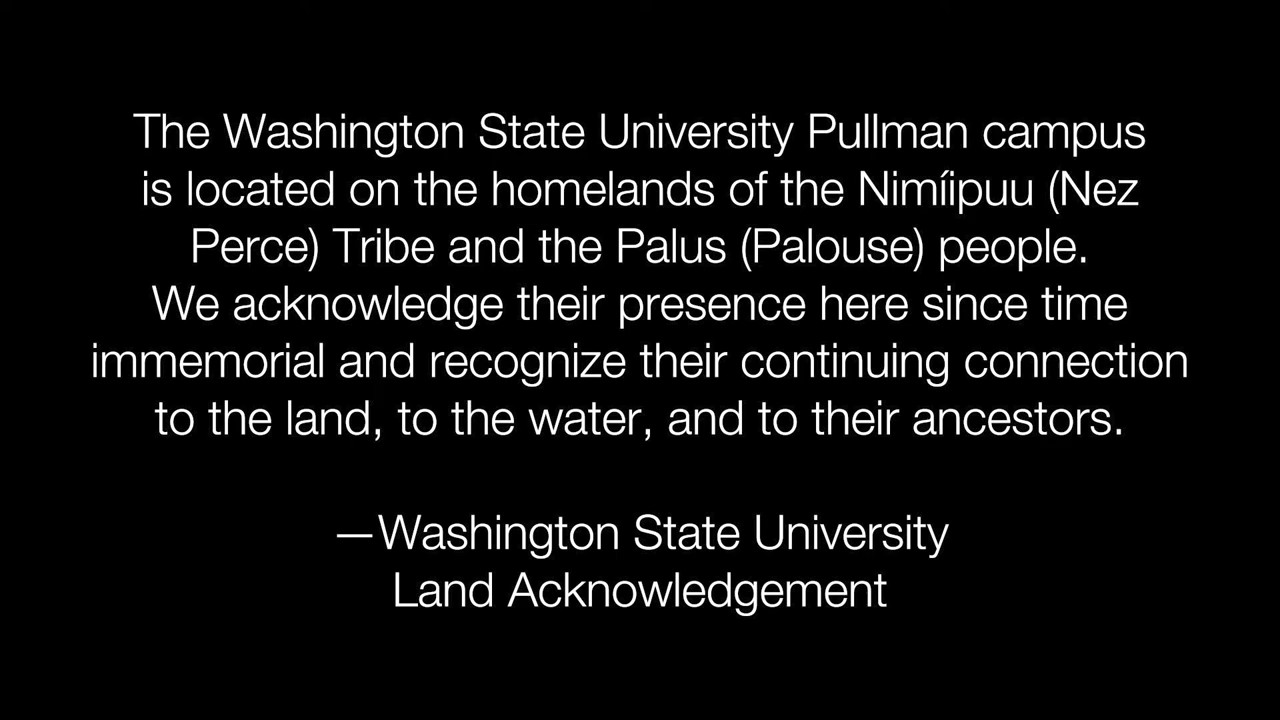 The Washington State University Pullman campus
is located on the homelands of the Nimíipuu (Nez
Perce) Tribe and the Palus (Palouse) people.
We acknowledge their presence here since time
immemorial and recognize their continuing connection
to the land, to the water, and to their ancestors.
—Washington State University
Land Acknowledgement